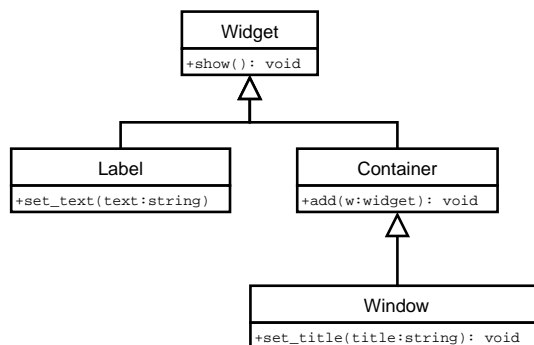 Widget
+show(): void
Label
+set_text(text:string)
Container
+add(w:widget): void
Window
+set_title(title:string): void